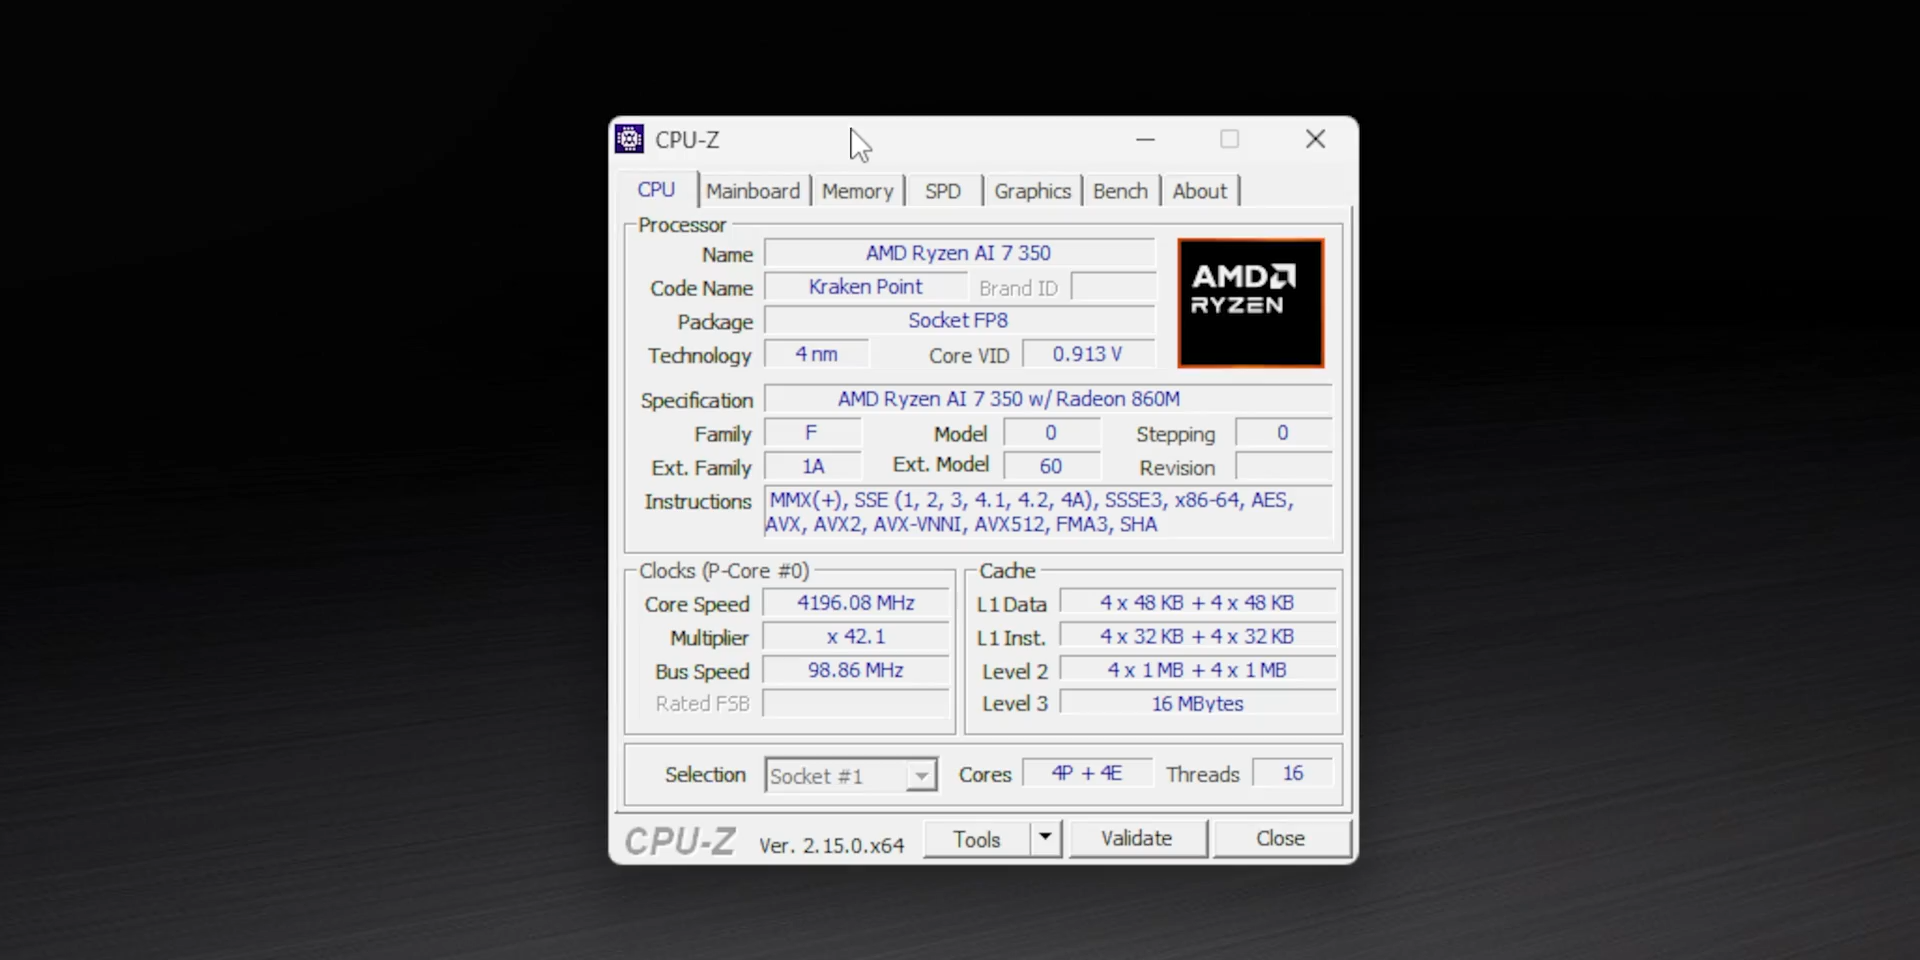 CPU-Z
CPU Mainboard Memory SPD Graphics Bench About
Processor
Name AMD Ryzen AI 7 350
Code Name Kraken Point Brand ID
Package Socket FP8
Technology 4 nm Core VID 0.913 V
AMD
RYZEN
Specification AMD Ryzen AI 7 350 w/ Radeon 860M
Family F Model 0 Stepping 0
Ext. Family 1A Ext. Model 60 Revision
Instructions MMX(+), SSE (1, 2, 3, 4.1, 4.2, 4A), SSSE3, x86-64, AES,
AVX, AVX2, AVX-VNNI, AVX512, FMA3, SHA
Clocks (P-Core #0)
Core Speed 4196.08 MHz
Multiplier x 42.1
Bus Speed 98.86 MHz
Rated FSB
Cache
L1 Data 4 x 48 KB + 4 x 48 KB
L1 Inst. 4 x 32 KB + 4 x 32 KB
Level 2 4 x 1 MB + 4 x 1 MB
Level 3 16 MBytes
Selection Socket #1 Cores 4P + 4E Threads 16
CPU-Z Ver. 2.15.0.x64 Tools Validate Close